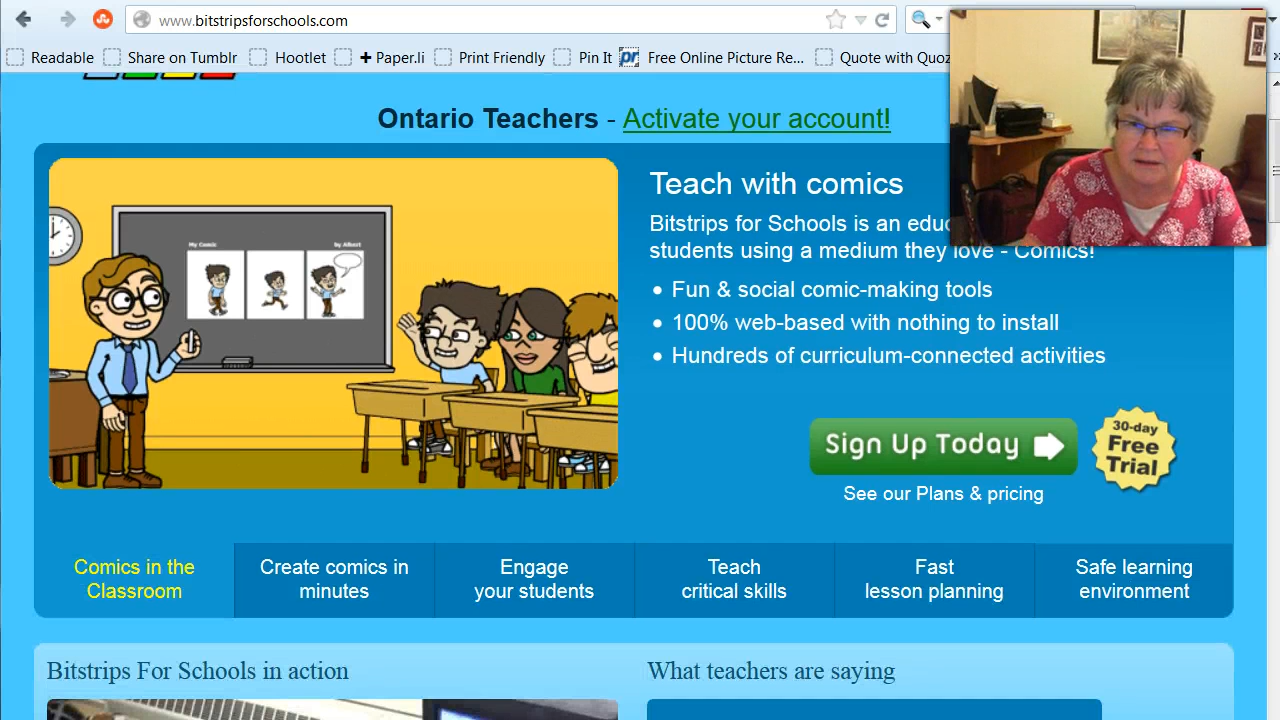 www.bitstripsforschools.com
Readable Share on Tumblr Hootlet + Paper.li Print Friendly Pin It pr Free Online Picture Re... Quote with Quoz
Ontario Teachers - Activate your account!
My Comic by Albert
Teach with comics
Bitstrips for Schools is an educ
students using a medium they love - Comics!
• Fun & social comic-making tools
• 100% web-based with nothing to install
• Hundreds of curriculum-connected activities
Sign Up Today
30-day
Free
Trial
See our Plans & pricing
Comics in the
Classroom
Create comics in
minutes
Engage
your students
Teach
critical skills
Fast
lesson planning
Safe learning
environment
Bitstrips For Schools in action
What teachers are saying